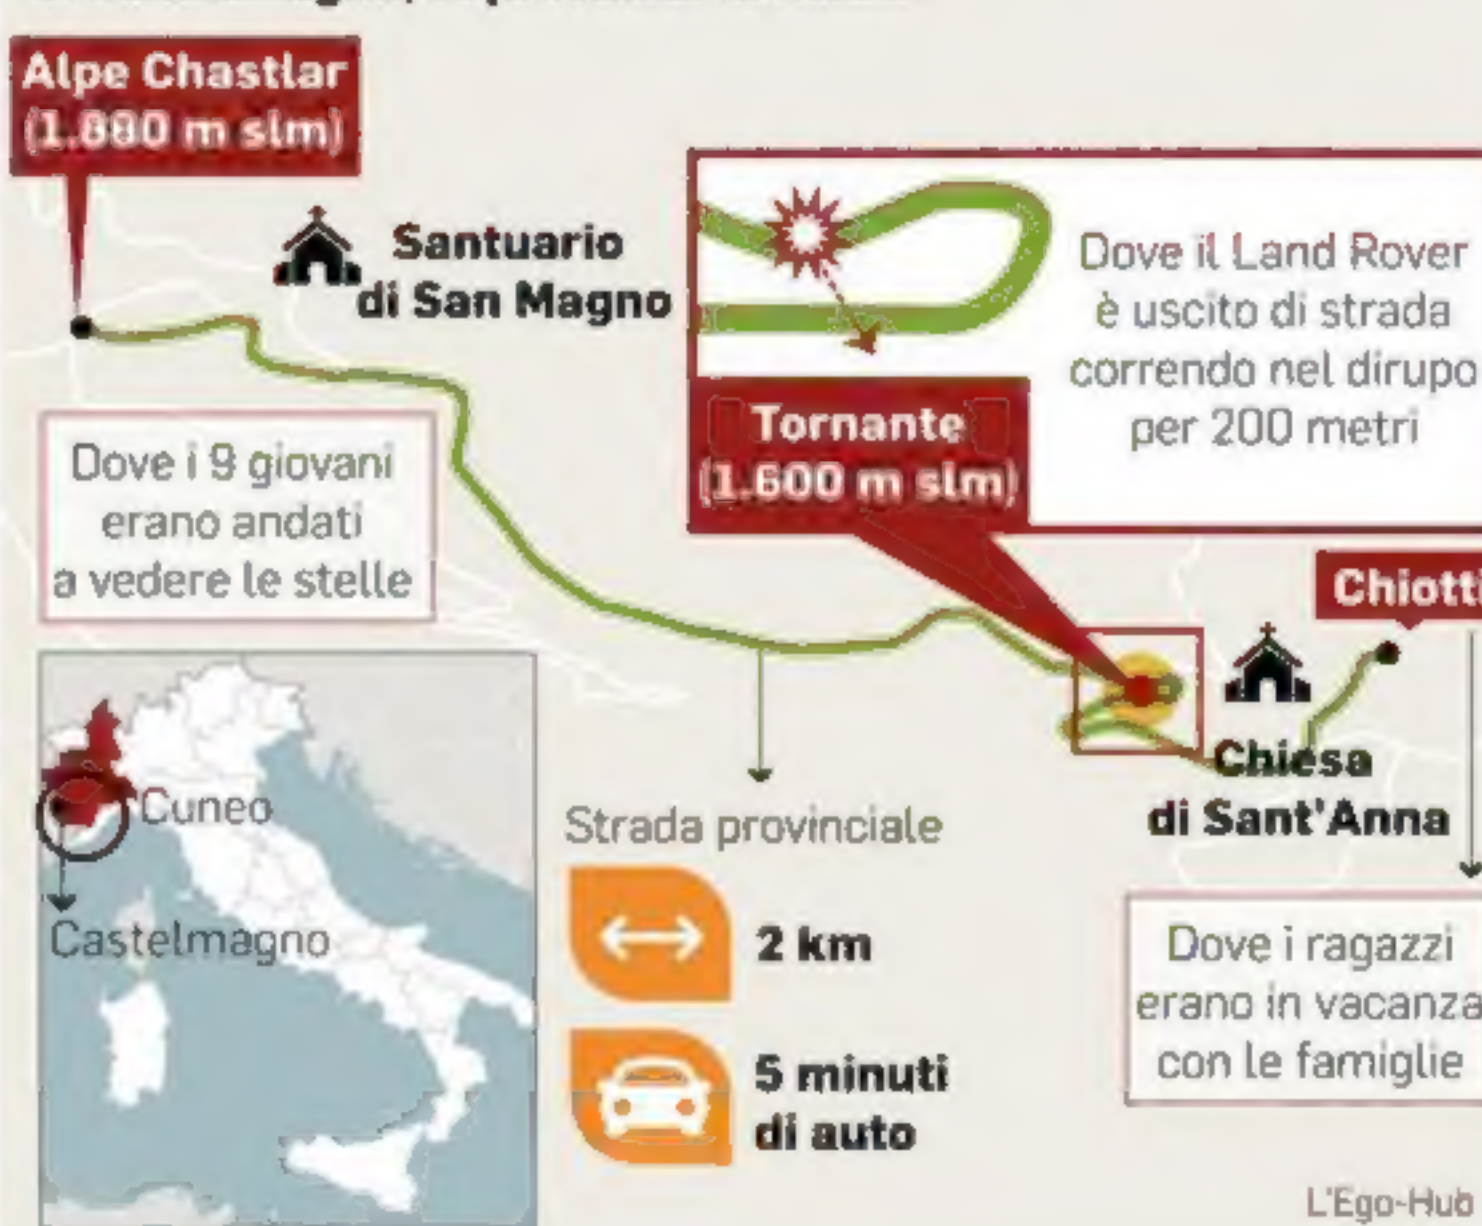 Alpe Chastlar
(1.880 m slm)
Santuario
di San Magno
Dove il Land Rover
è uscito di strada
correndo nel dirupo
per 200 metri
Tornante
(1.600 m slm)
Dove i 9 giovani
erano andati
a vedere le stelle
Chiotti
Chiesa
di Sant'Anna
Cuneo
Castelmagno
Strada provinciale
2 km
5 minuti
di auto
Dove i ragazzi
erano in vacanza
con le famiglie
L'Ego-Hub